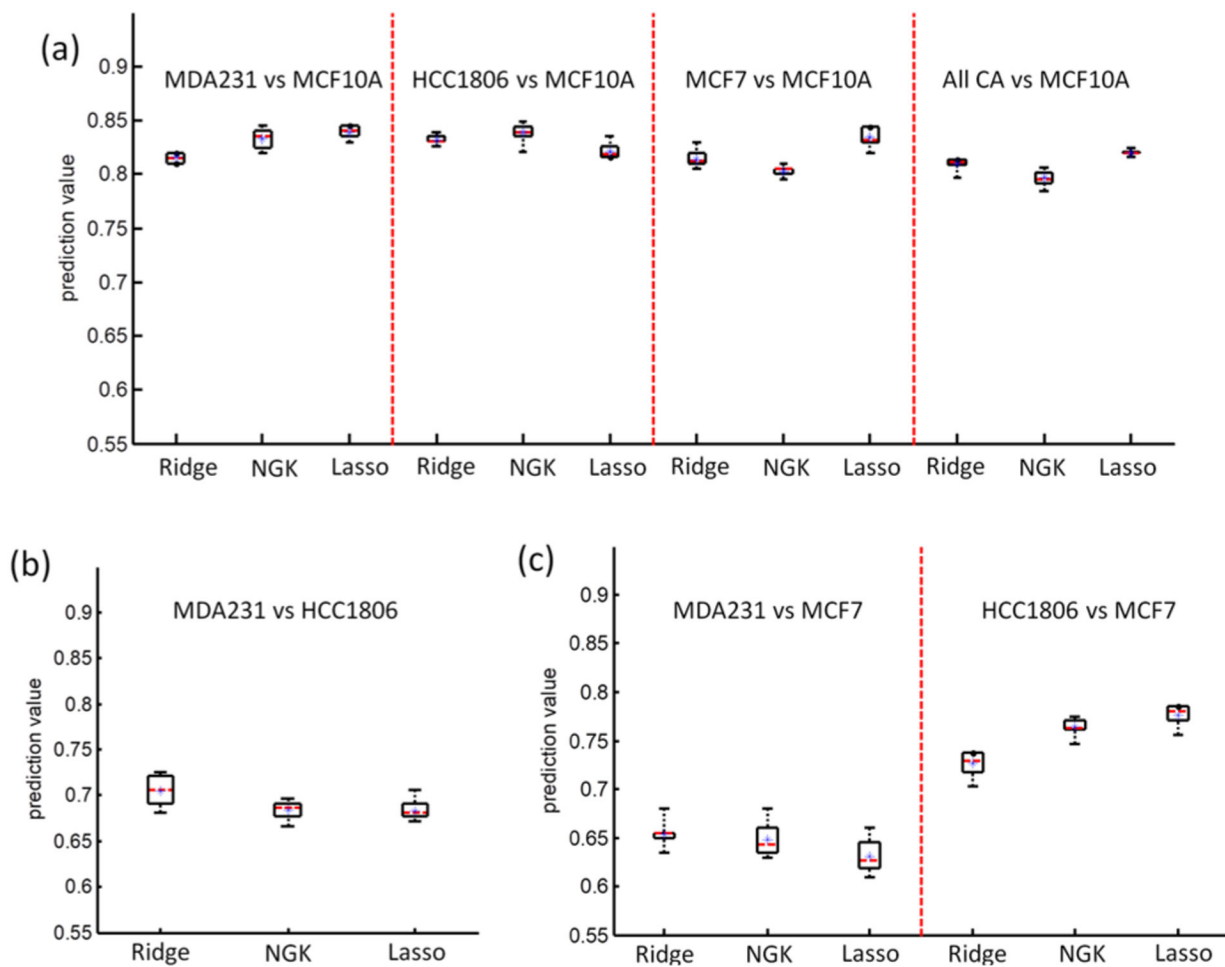 (a)
MDA231 vs MCF10A HCC1806 vs MCF10A MCF7 vs MCF10A All CA vs MCF10A
prediction value
0.9
0.85
0.8
0.75
0.7
0.65
0.6
0.55
Ridge NGK Lasso Ridge NGK Lasso Ridge NGK Lasso Ridge NGK Lasso
(b)
MDA231 vs HCC1806
prediction value
0.9
0.85
0.8
0.75
0.7
0.65
0.6
0.55
Ridge NGK Lasso
(c)
MDA231 vs MCF7 HCC1806 vs MCF7
prediction value
0.9
0.85
0.8
0.75
0.7
0.65
0.6
0.55
Ridge NGK Lasso Ridge NGK Lasso